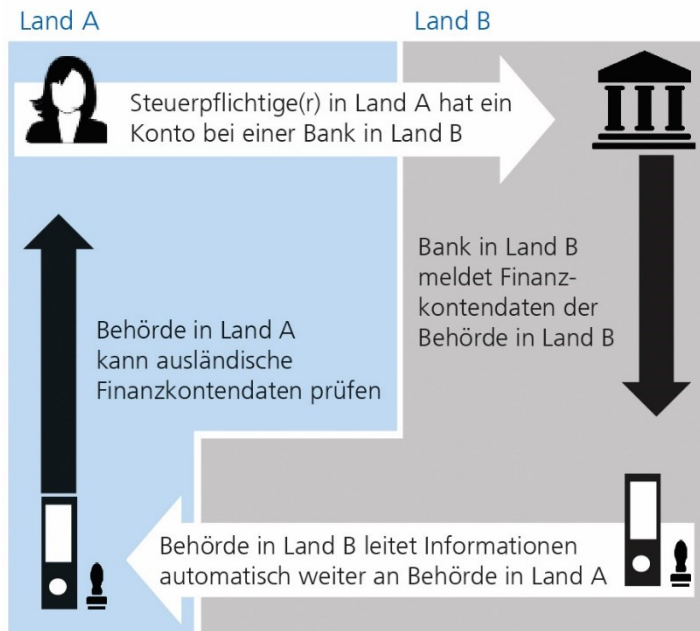 Land A
Land B
Steuerpflichtige(r) in Land A hat ein
Konto bei einer Bank in Land B
Bank in Land B
meldet Finanz-
kontendaten der
Behörde in Land B
Behörde in Land B leitet Informationen
automatisch weiter an Behörde in Land A
Behörde in Land A
kann ausländische
Finanzkontendaten prüfen